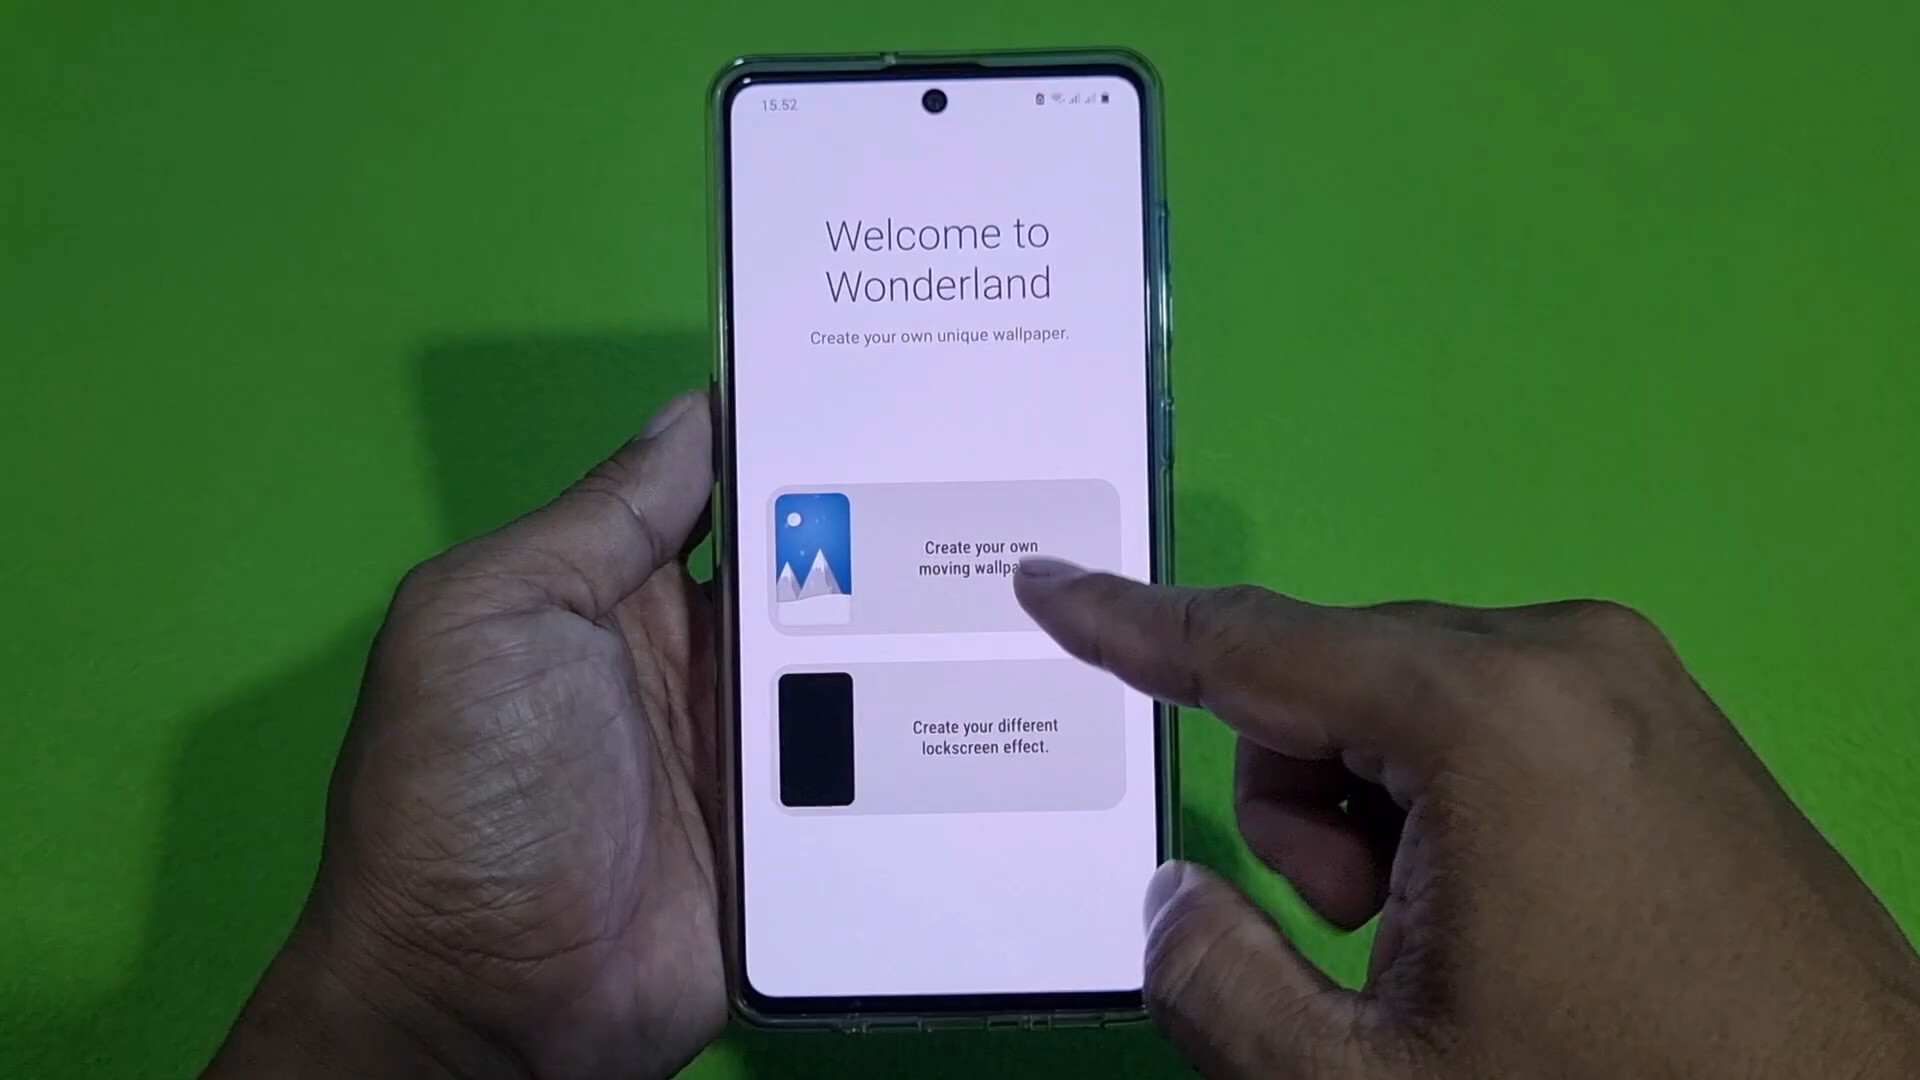 15.52
Welcome to
Wonderland
Create your own unique wallpaper.
Create your own
moving
Create your different
lockscreen effect.